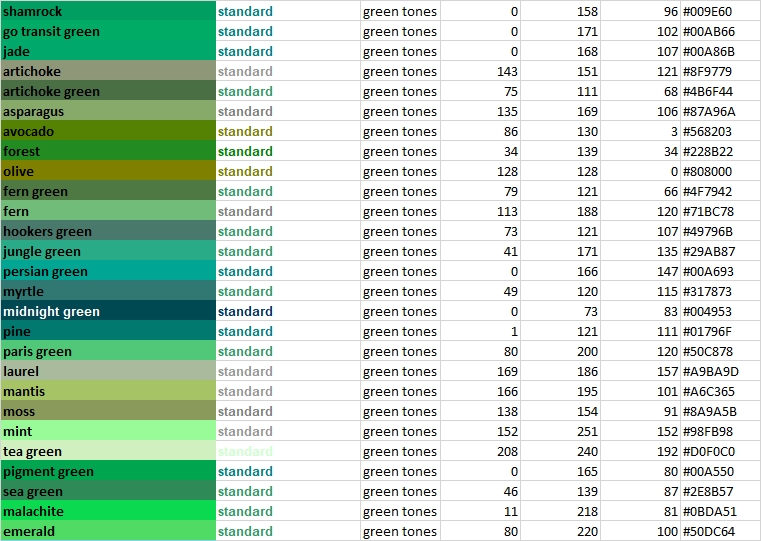 shamrock standard green tones 0 158 96 #009E60
go transit green standard green tones 0 171 102 #00AB66
jade standard green tones 0 168 107 #00A86B
artichoke standard green tones 143 151 121 #8F9779
artichoke green standard green tones 75 111 68 #4B6F44
asparagus standard green tones 135 169 106 #87A96A
avocado standard green tones 86 130 3 #568203
forest standard green tones 34 139 34 #228B22
olive standard green tones 128 128 0 #808000
fern green standard green tones 79 121 66 #4F7942
fern standard green tones 113 188 120 #71BC78
hookers green standard green tones 73 121 107 #49796B
jungle green standard green tones 41 171 135 #29AB87
persian green standard green tones 0 166 147 #00A693
myrtle standard green tones 49 120 115 #317873
midnight green standard green tones 0 73 83 #004953
pine standard green tones 1 121 111 #01796F
paris green standard green tones 80 200 120 #50C878
laurel standard green tones 169 186 157 #A9BA9D
mantis standard green tones 166 195 101 #A6C365
moss standard green tones 138 154 91 #8A9A5B
mint standard green tones 152 251 152 #98FB98
tea green standard green tones 208 240 192 #D0F0C0
pigment green standard green tones 0 165 80 #00A550
sea green standard green tones 46 139 87 #2E8B57
malachite standard green tones 11 218 81 #0BDA51
emerald standard green tones 80 220 100 #50DC64